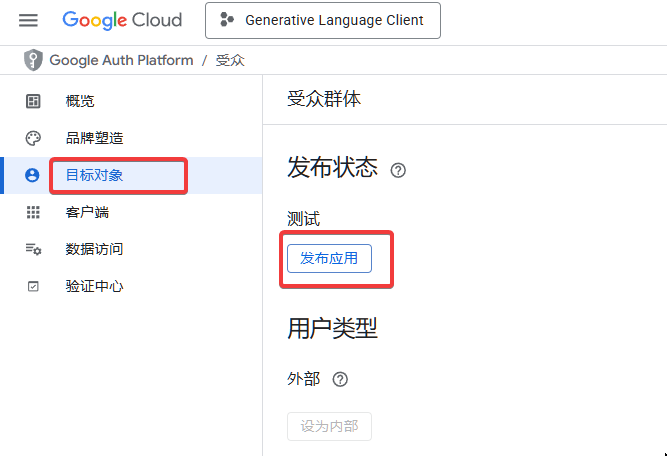 Google Cloud
Generative Language Client
Google Auth Platform / 受众
概览
品牌塑造
目标对象
客户端
数据访问
验证中心
受众群体
发布状态
测试
发布应用
用户类型
外部
设为内部